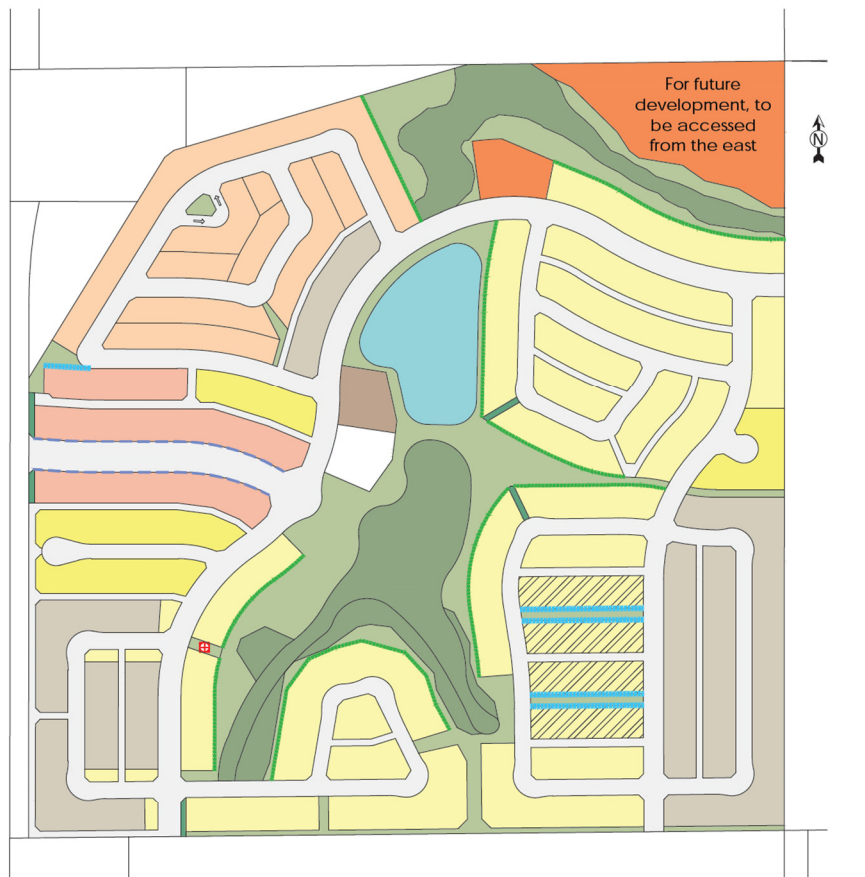 For future
development, to
be accessed
from the east
N